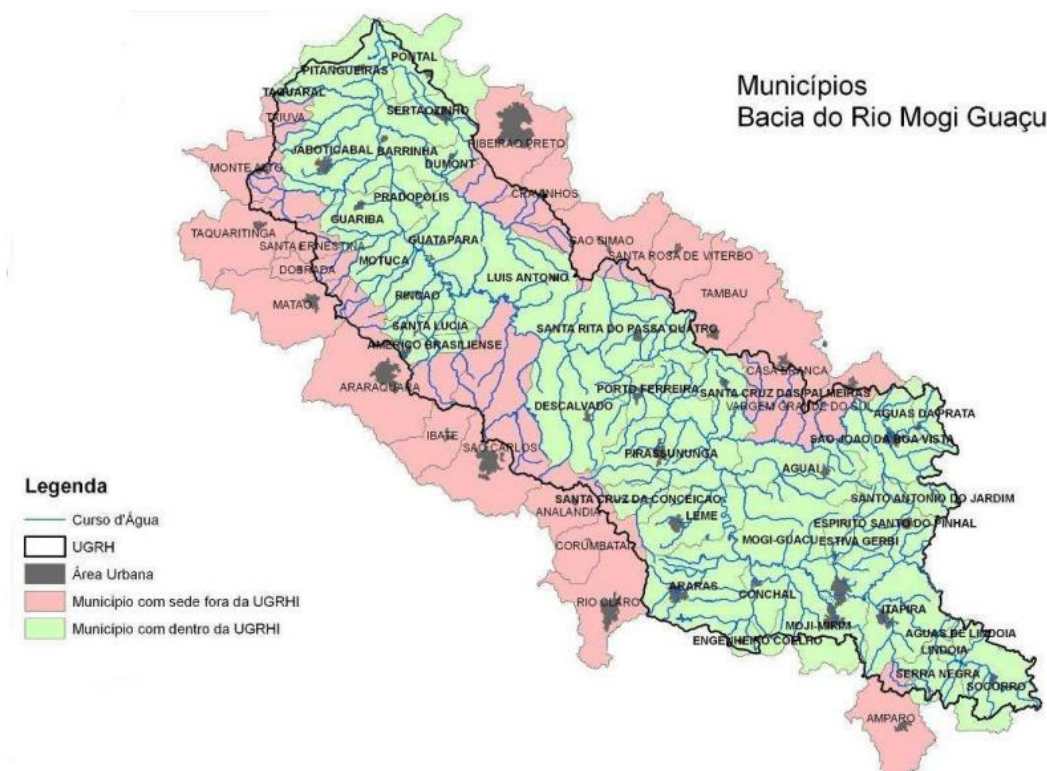 Municípios
Bacia do Rio Mogi Guaçu
PONTAL
PITANGUEIRAS
TAQUARAL
SERTAOZINHO
TAIUVA
RIBEIRAO PRETO
JABOTICABAL
BARRINHA
DUMONT
MONTE ALTO
CRAVINHOS
PRADOPOLIS
GUARIBA
TAQUARITINGA
GUATAPARA
SAO SIMAO
SANTA ERNESTINA
SANTA ROSA DE VITERBO
MOTUCA
DOBRADA
LUIS ANTONIO
TAMBAU
MATAO
RINCAO
SANTA LUCIA
SANTA RITA DO PASSA QUATRO
AMERICO BRASILIENSE
CASA BRANCA
ARARAQUARA
PORTO FERREIRA
SANTA CRUZ DAS PALMEIRAS
DESCALVADO
VARGEM GRANDE DO SUL
AGUAS DA PRATA
IBATE
SAO CARLOS
SAO JOAO DA BOA VISTA
PIRASSUNUNGA
AGUAI
SANTA CRUZ DA CONCEICAO
SANTO ANTONIO DO JARDIM
ANALANDIA
LEME
ESPIRITO SANTO DO PINHAL
CORUMBATAI
MOGI-GUACU
ESTIVA GERBI
ARARAS
CONCHAL
RIO CLARO
ITAPIRA
MOJI-MIRIM
ENGENHEIRO COELHO
AGUAS DE LINDOIA
LINDOIA
SERRA NEGRA
SOCORRO
AMPARO
Legenda
Curso d'Água
UGRH
Área Urbana
Município com sede fora da UGRHI
Município com dentro da UGRHI